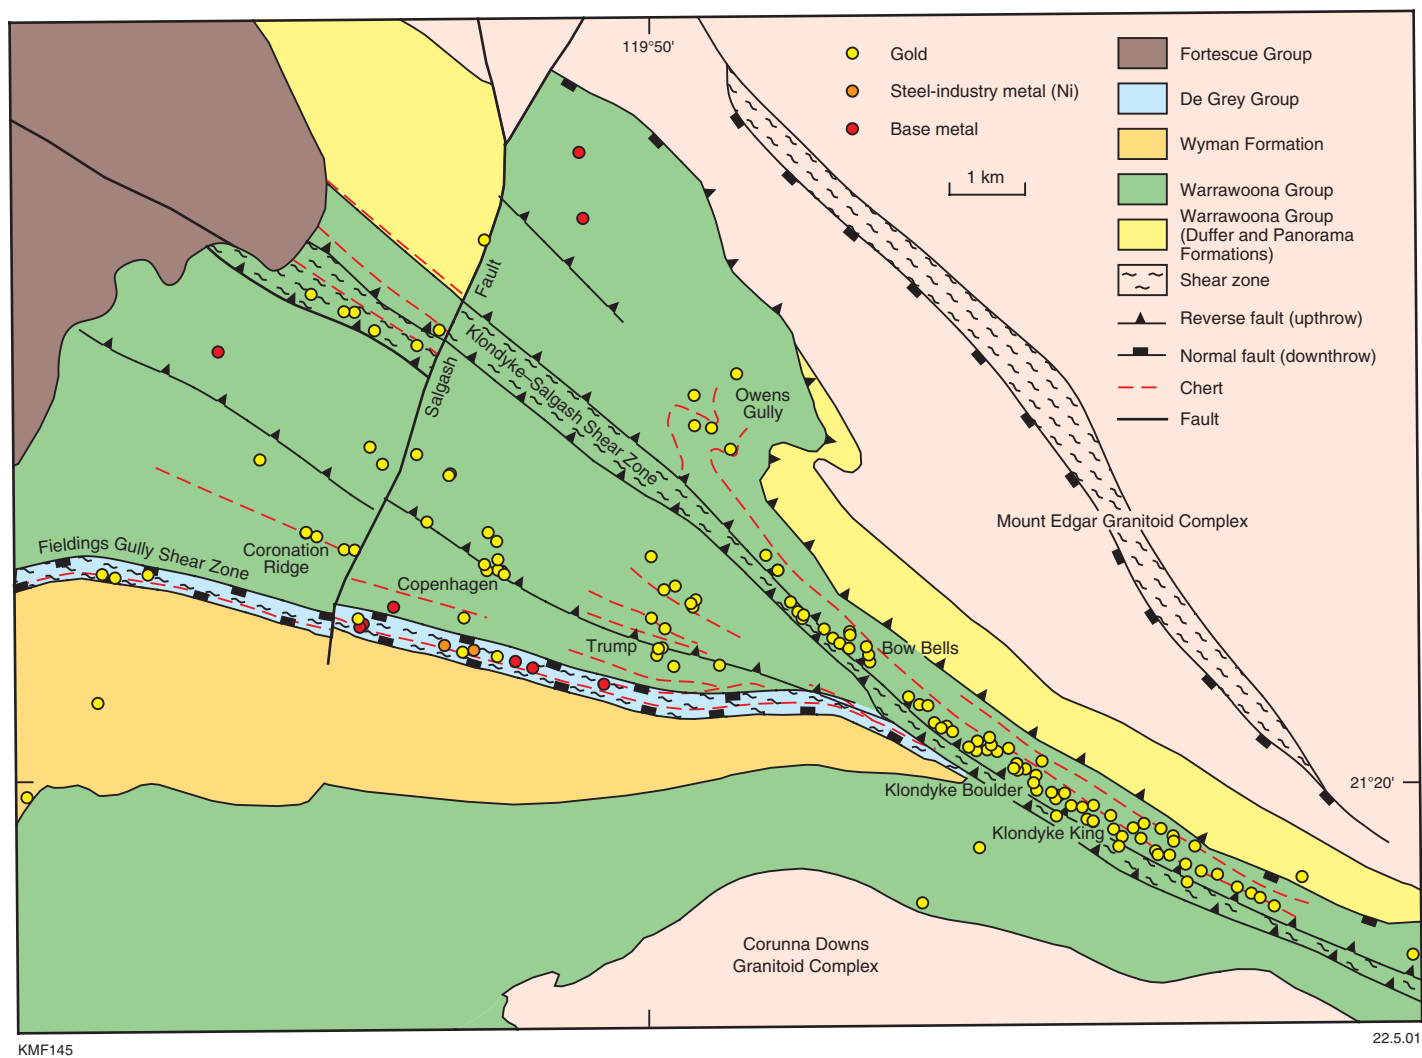 119°50'
Gold
Steel-industry metal (Ni)
Base metal
1 km
Fortescue Group
De Grey Group
Wyman Formation
Warrawoona Group
Warrawoona Group
(Duffer and Panorama
Formations)
Shear zone
Reverse fault (upthrow)
Normal fault (downthrow)
Chert
Fault
Salgash Fault
Klondyke–Salgash Shear Zone
Owens
Gully
Mount Edgar Granitoid Complex
Fieldings Gully Shear Zone
Coronation
Ridge
Copenhagen
Trump
Bow Bells
21°20'
Klondyke Boulder
Klondyke King
Corunna Downs
Granitoid Complex
KMF145
22.5.01